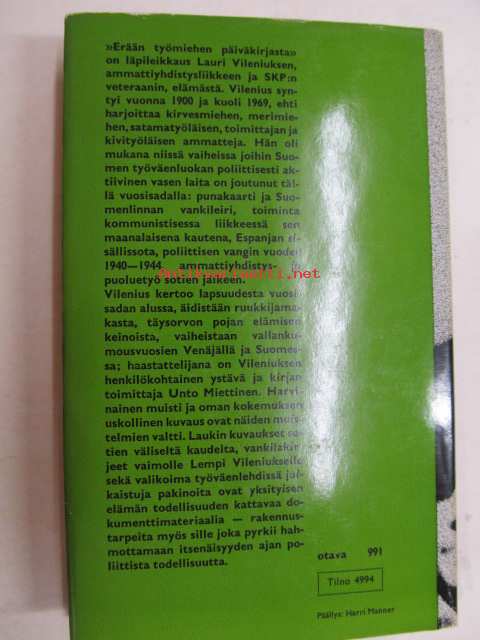 »Erään työmiehen päiväkirjasta»
on läpileikkaus Lauri Vileniuksen,
ammattiyhdistysliikkeen ja SKP:n
veteraanin, elämästä. Vilenius syn-
tyi vuonna 1900 ja kuoli 1969, ehti
harjoittaa kirvesmiehen, merimie-
hen, satamatyöläisen, toimittajan ja
kivityöläisen ammatteja. Hän oli
mukana niissä vaiheissa joihin Suo-
men työväenluokan poliittisesti ak-
tiivinen vasen laita on joutunut täl-
lä vuosisadalla: punakaarti ja Suo-
menlinnan vankileiri, toiminta
kommunistisessa liikkeessä sen
maanalaisena kautena, Espanjan si-
sällissota, poliittisen vangin vuodet
1940—1944, ammattiyhdistys- ja
puoluetyö sotien jälkeen.
Vilenius kertoo lapsuudesta vuosi-
sadan alussa, äidistään ruukkijama-
kasta, täysorvon pojan elämisen
keinoista, vaiheistaan vallanku-
mousvuosien Venäjällä ja Suomes-
sa; haastattelijana on Vileniuksen
henkilökohtainen ystävä ja kirjan
toimittaja Unto Miettinen. Harvi-
nainen muisti ja oman kokemuksen
uskollinen kuvaus ovat näiden muis-
telmien valtti. Laukin kuvaukset so-
tien väliseltä kaudelta, vankilakir-
jeet vaimolle Lempi Vileniukselle
sekä valikoima työväenlehdissä jul-
kaistuja pakinoita ovat yksityisen
elämän todellisuuden kattavaa do-
kumenttimateriaalia — rakennus-
tarpeita myös sille joka pyrkii hah-
mottamaan itsenäisyyden ajan po-
liittista todellisuutta.
otava 991
Tilno 4994
Päällys: Harri Manner